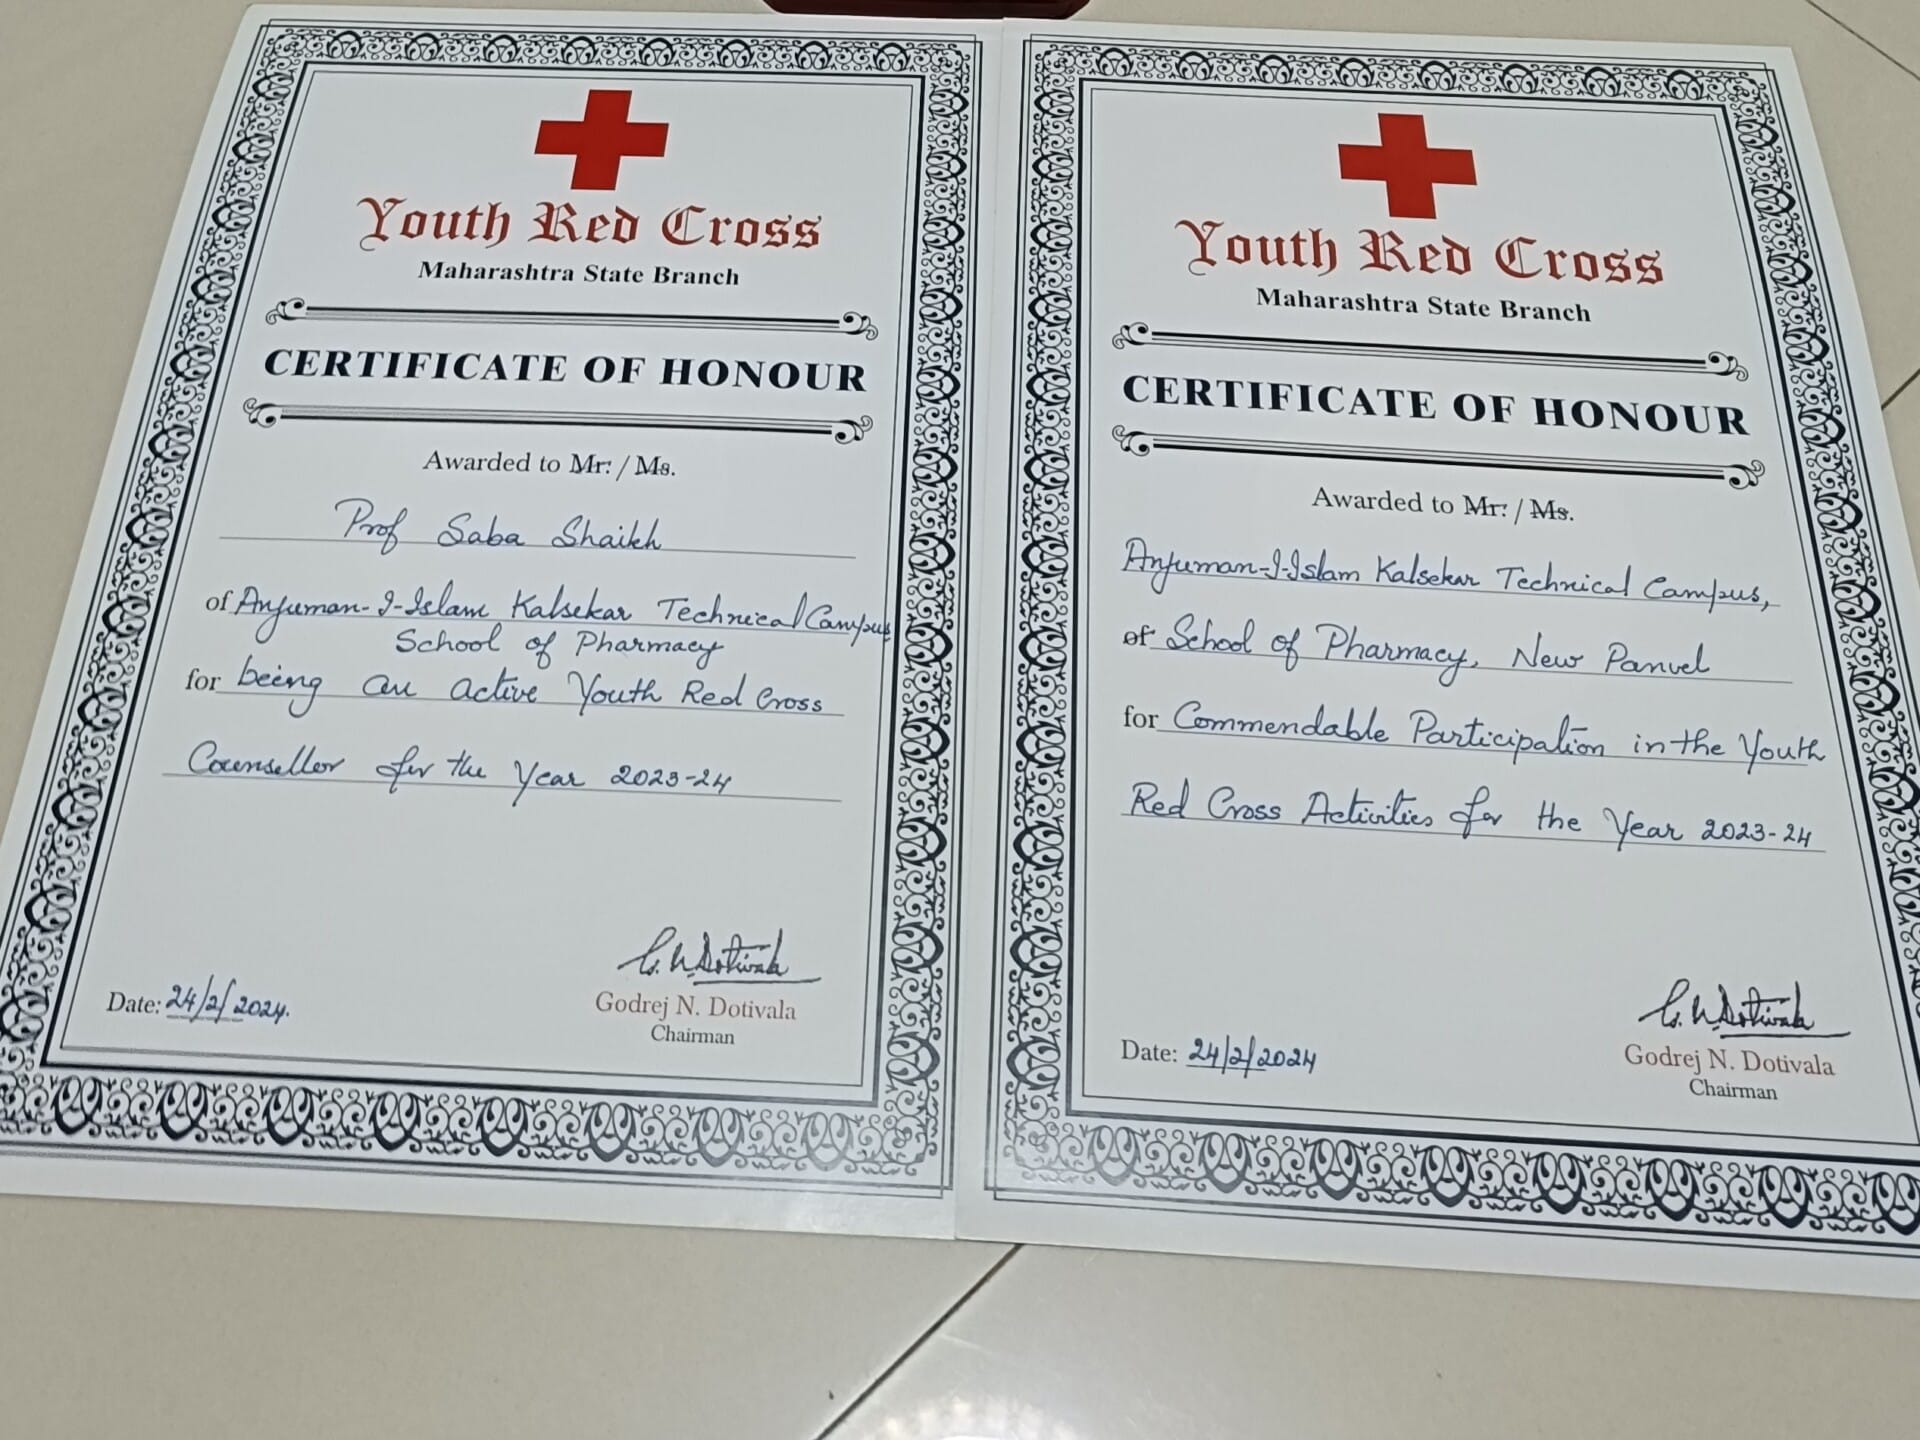 Youth Red Cross
Maharashtra State Branch
CERTIFICATE OF HONOUR
Awarded to Mr. / Ms.
Prof Saba Shaikh
of Anjuman-I-Islam Kalsekar Technical Campus
School of Pharmacy
for being an active Youth Red Cross
Counsellor for the Year 2023-24
G. N. Dotivala
Date: 24/2/2024.
Godrej N. Dotivala
Chairman
Youth Red Cross
Maharashtra State Branch
CERTIFICATE OF HONOUR
Awarded to Mr. / Ms.
Anjuman-I-Islam Kalsekar Technical Campus,
of School of Pharmacy, New Panvel
for Commendable Participation in the Youth
Red Cross Activities for the Year 2023-24
G. N. Dotivala
Date: 24/2/2024
Godrej N. Dotivala
Chairman